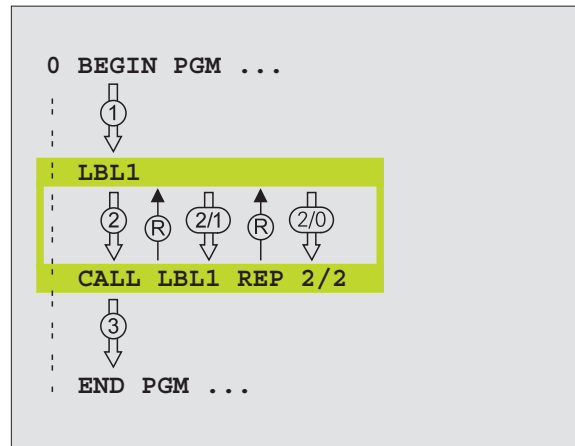 0 BEGIN PGM ...
1
LBL1
2 R 2/1 R 2/0
CALL LBL1 REP 2/2
3
END PGM ...